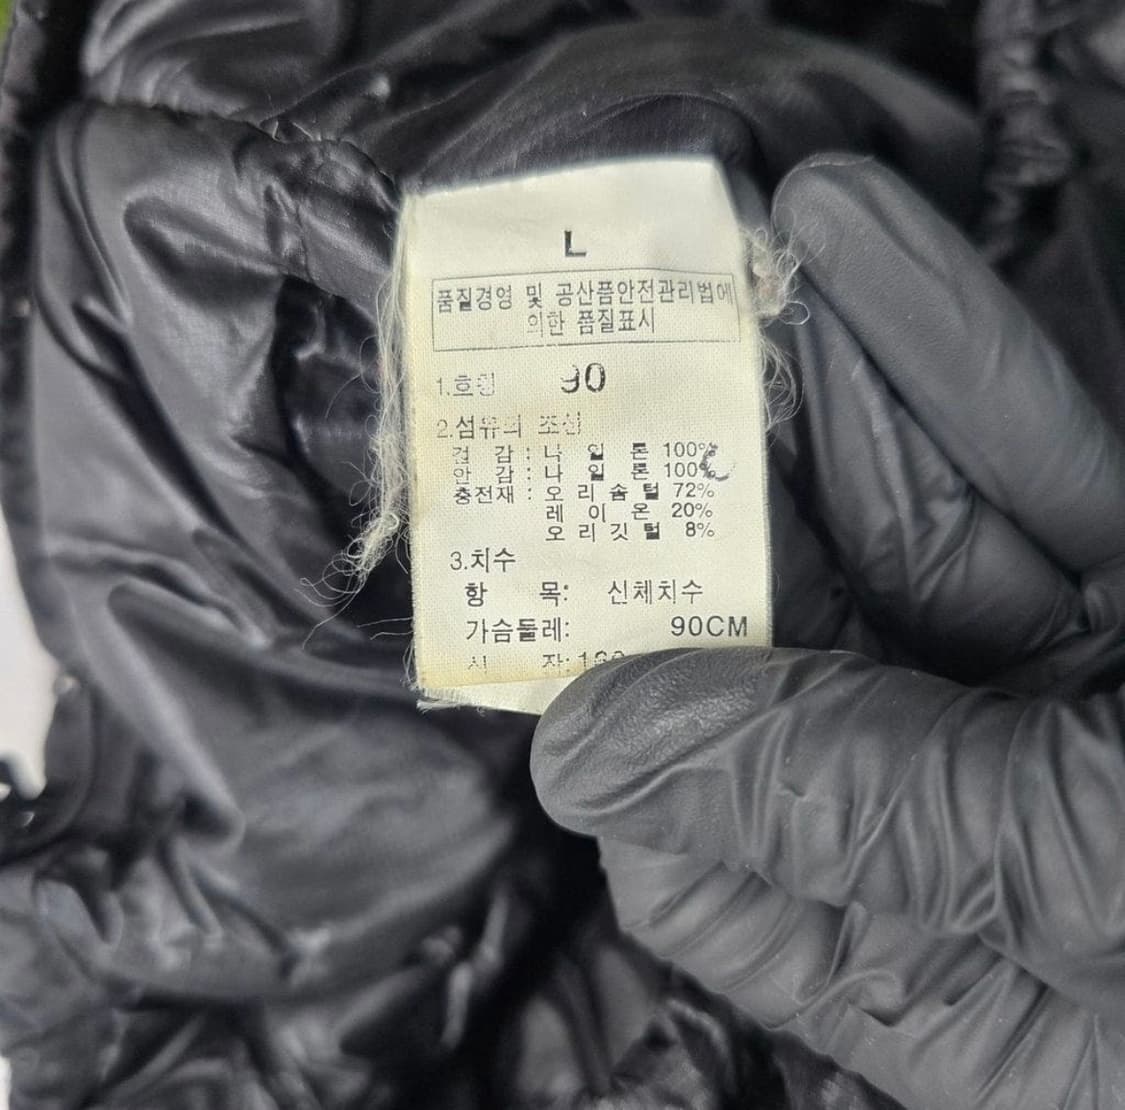 L
품질경영 및 공산품안전관리법에
의한 품질표시
1.호칭 90
2.섬유의 조성
겉 감 : 나 일 론 100%
안 감 : 나 일 론 100%
충전재 : 오 리 솜 털 72%
레 이 온 20%
오 리 깃 털 8%
3.치수
항 목: 신체치수
가슴둘레: 90CM
신 장: